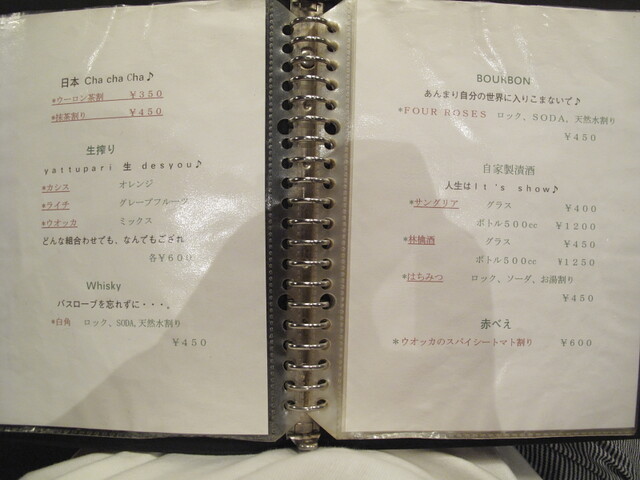 日本 Cha cha Cha♪
*ウーロン茶割 ￥350
*抹茶割り ￥450
生搾り
yattupari 生 desyou♪
*カシス オレンジ
*ライチ グレープフルーツ
*ウオッカ ミックス
どんな組合わせでも、なんでもござれ
各￥600
Whisky
バスローブを忘れずに・・・。
*白角 ロック、SODA,天然水割り
￥450
BOURBON
あんまり自分の世界に入りこまないで♪
*FOUR ROSES ロック、SODA、天然水割り
￥450
自家製漬酒
人生はIt's show♪
*サングリア グラス ￥400
ボトル500cc ￥1200
*林檎酒 グラス ￥450
ボトル500cc ￥1250
*はちみつ ロック、ソーダ、お湯割り
￥450
赤べえ
*ウオッカのスパイシートマト割り ￥600